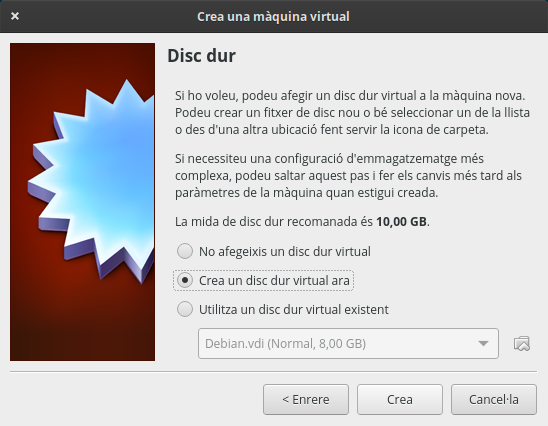 Crea una màquina virtual
Disc dur
Si ho voleu, podeu afegir un disc dur virtual a la màquina nova.
Podeu crear un fitxer de disc nou o bé seleccionar un de la llista
o des d'una altra ubicació fent servir la icona de carpeta.
Si necessiteu una configuració d'emmagatzematge més
complexa, podeu saltar aquest pas i fer els canvis més tard als
paràmetres de la màquina quan estigui creada.
La mida de disc dur recomanada és 10,00 GB.
No afegeixis un disc dur virtual
Crea un disc dur virtual ara
Utilitza un disc dur virtual existent
Debian.vdi (Normal, 8,00 GB)
< Enrere
Crea
Cancel·la